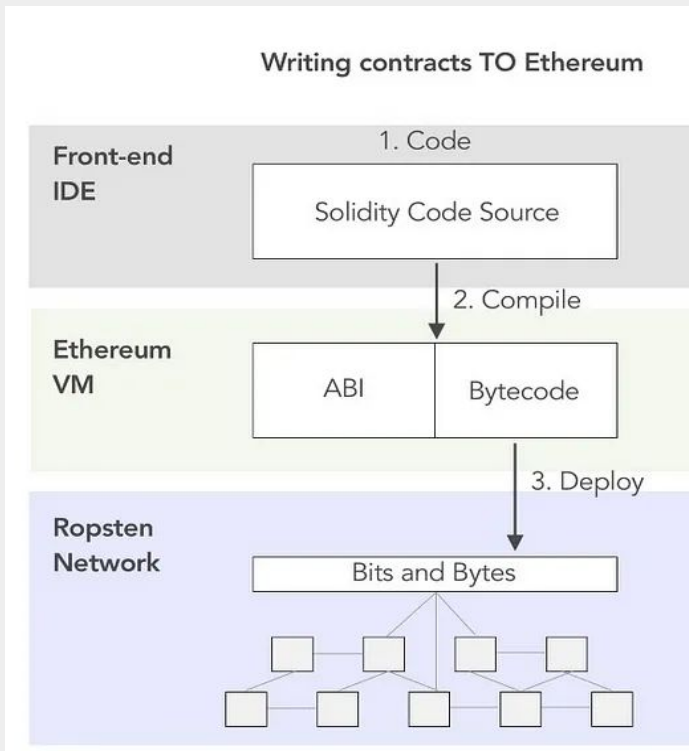 Writing contracts TO Ethereum
Front-end
IDE
1. Code
Solidity Code Source
2. Compile
Ethereum
VM
ABI
Bytecode
3. Deploy
Ropsten
Network
Bits and Bytes